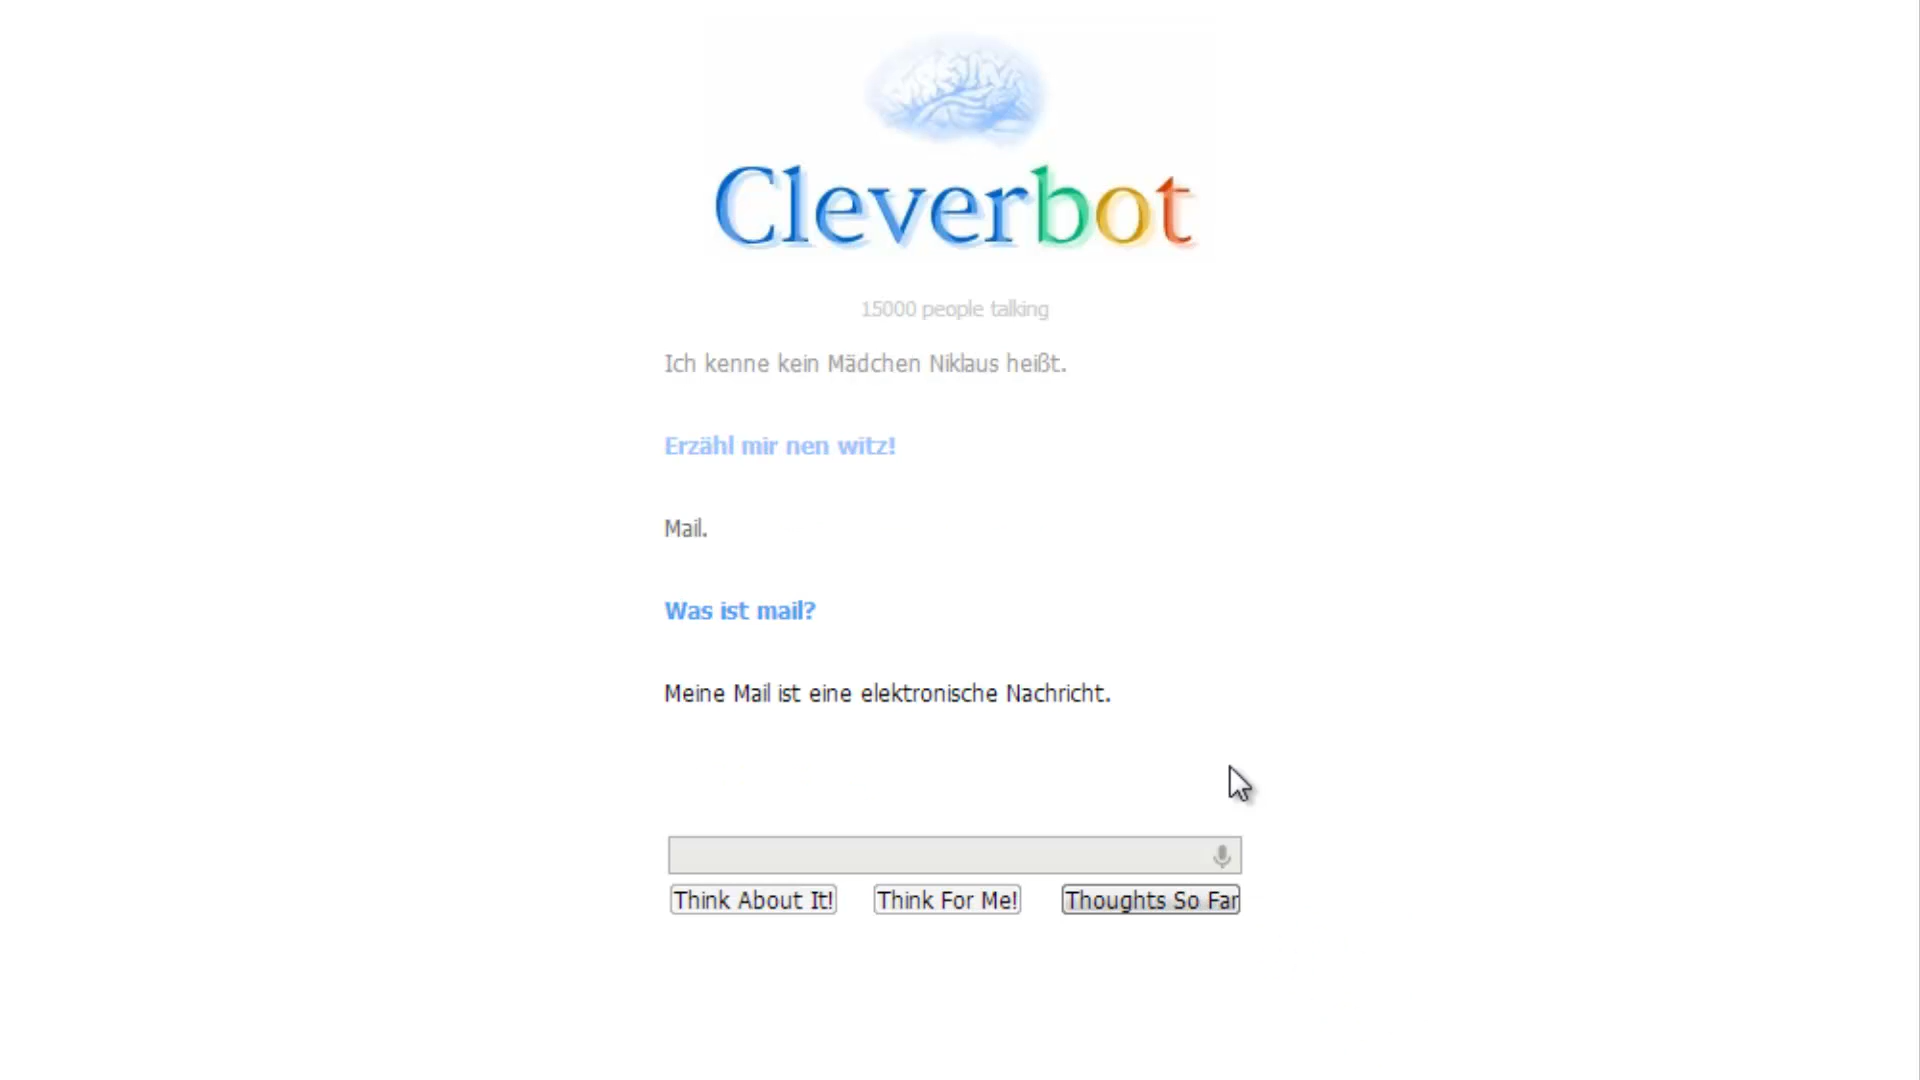 Cleverbot
15000 people talking
Ich kenne kein Mädchen Niklaus heißt.
Erzähl mir nen witz!
Mail.
Was ist mail?
Meine Mail ist eine elektronische Nachricht.
Think About It! Think For Me! Thoughts So Far